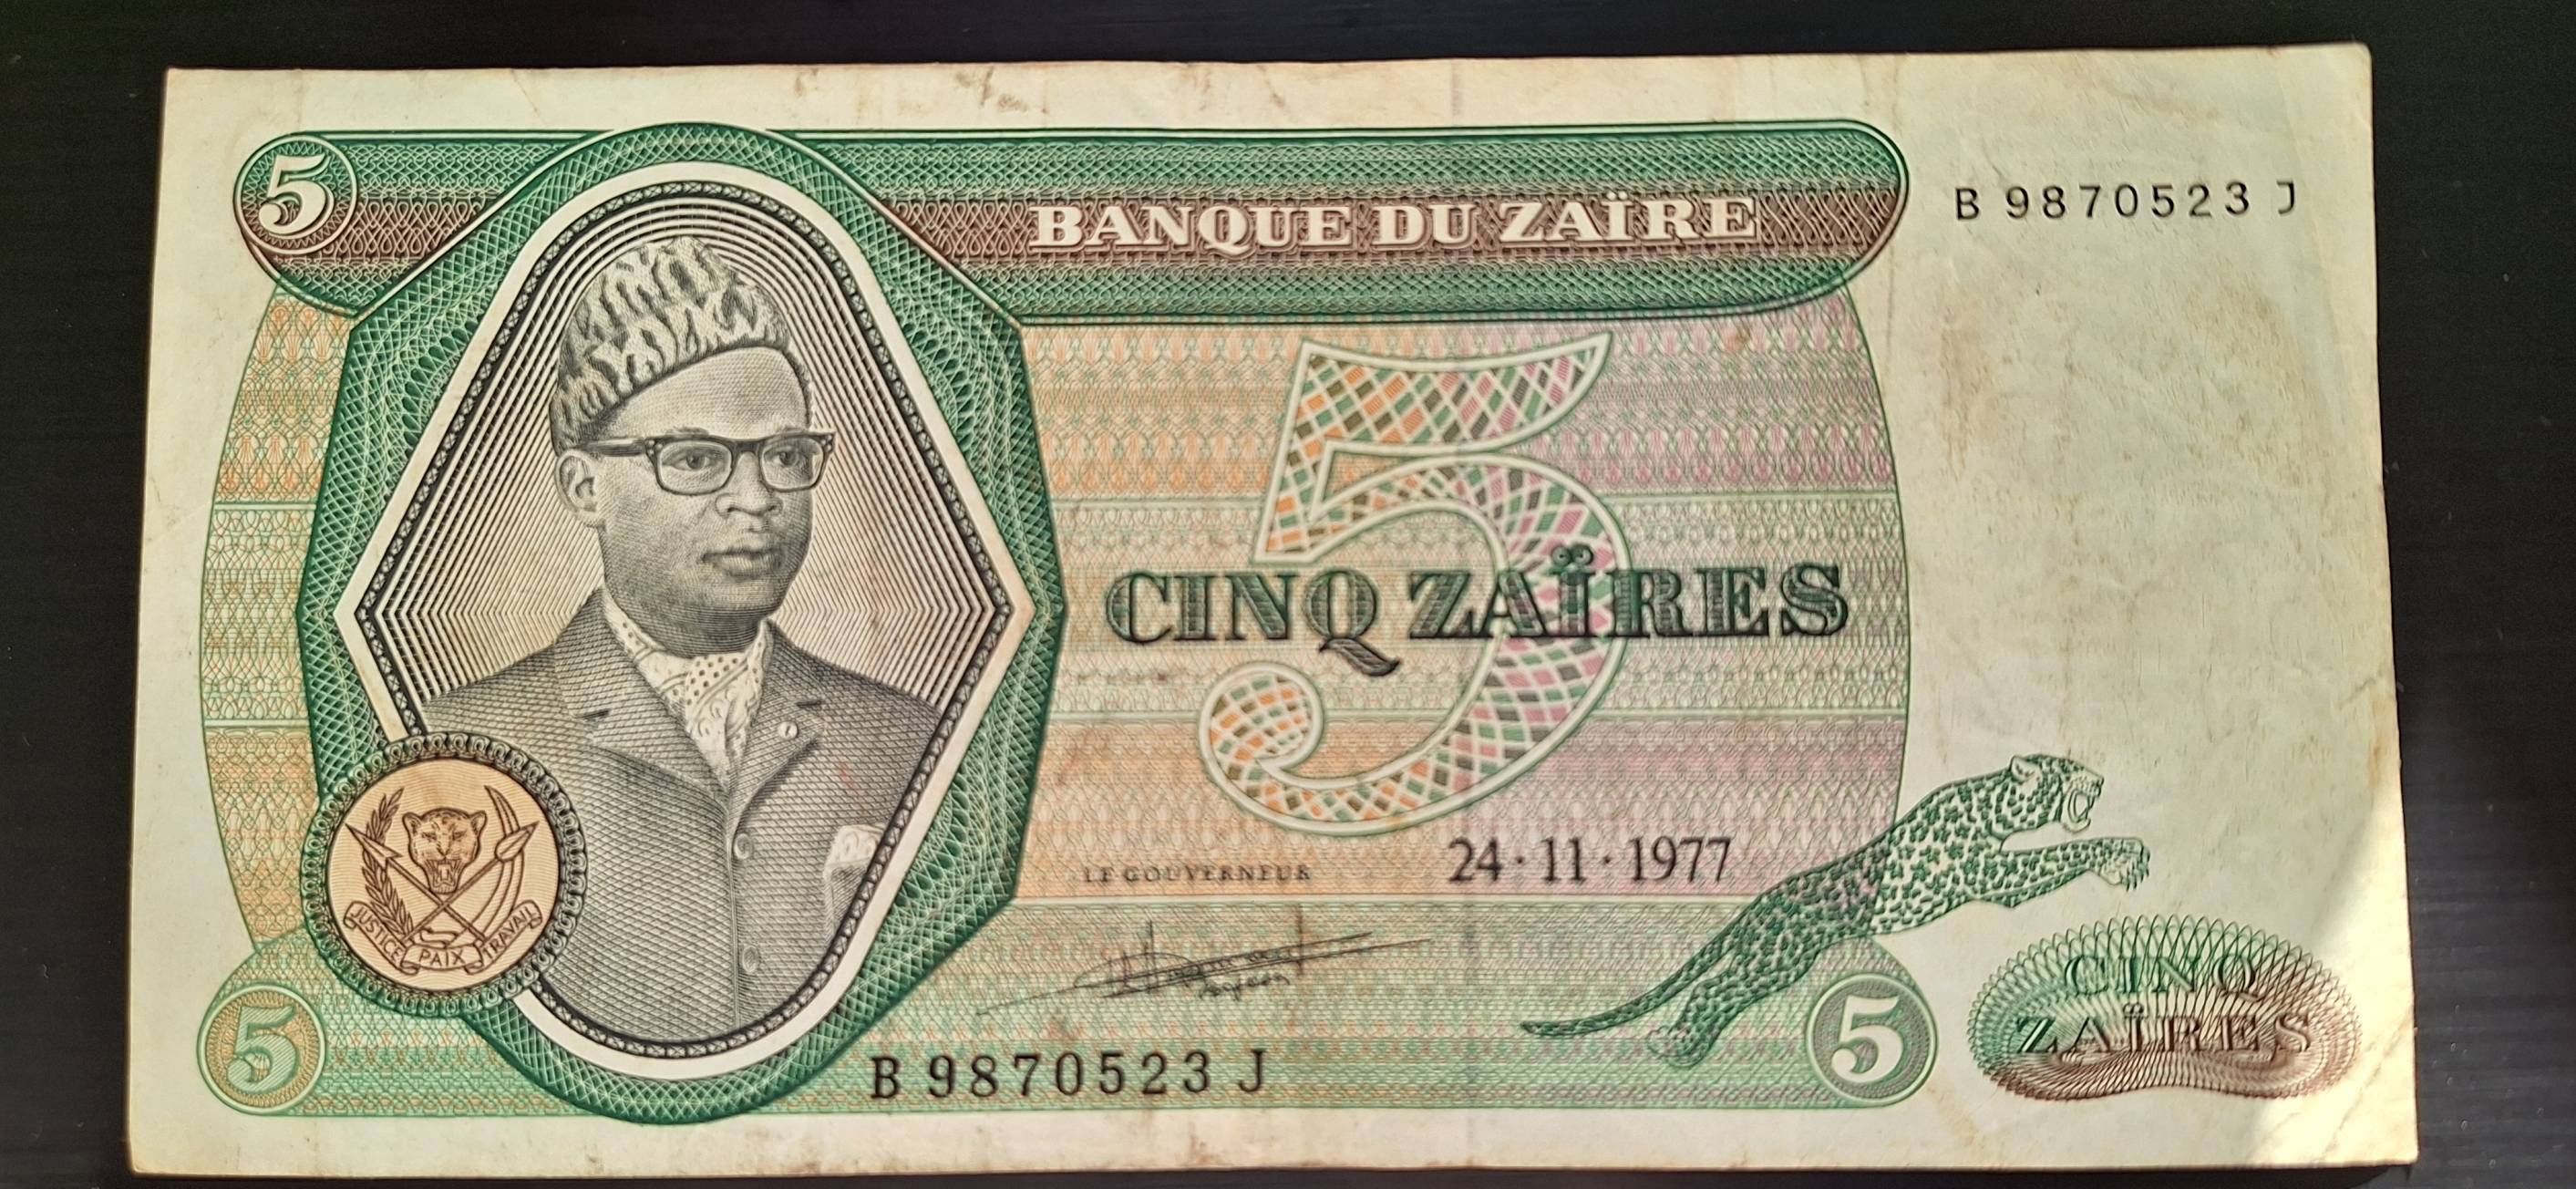 5
BANQUE DU ZAÏRE
B 9870523 J
5
CINQ ZAÏRES
LE GOUVERNEUR
24·11·1977
JUSTICE PAIX TRAVAIL
5
B 9870523 J
5
CINQ
ZAÏRES